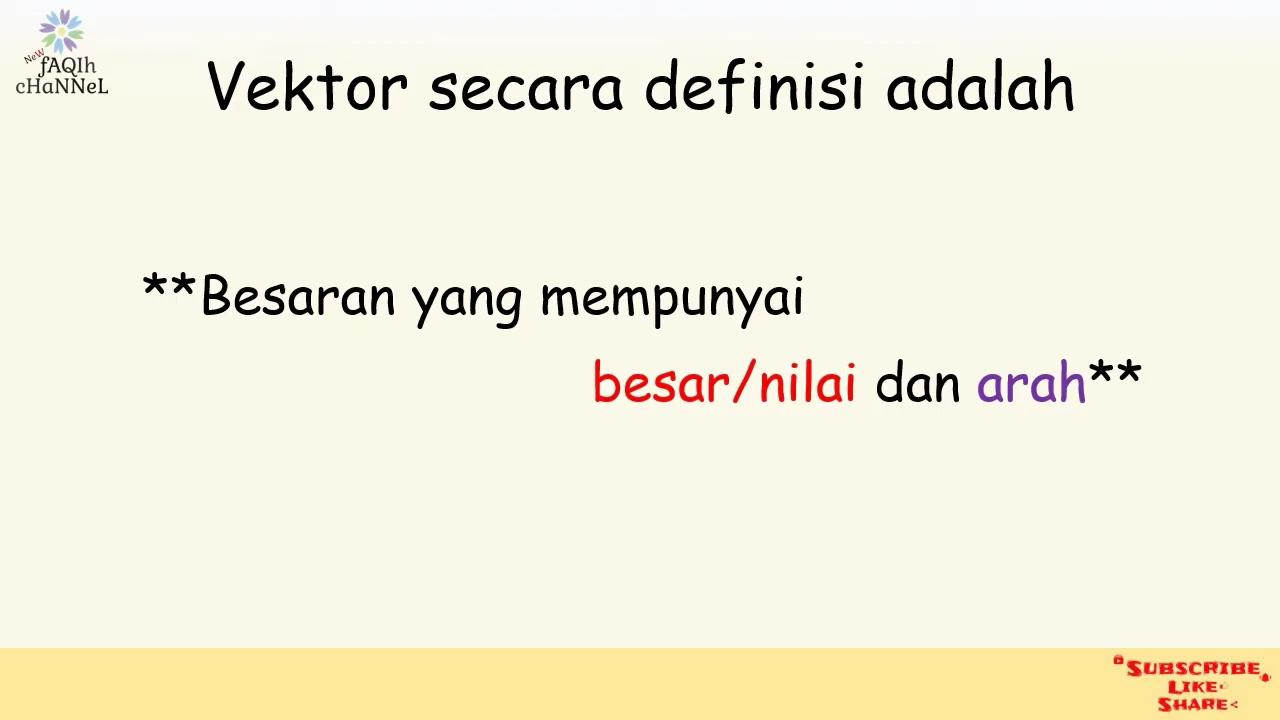 New
fAQIh
cHaNNeL
Vektor secara definisi adalah
**Besaran yang mempunyai
besar/nilai dan arah**
SUBSCRIBE
LIKE
SHARE